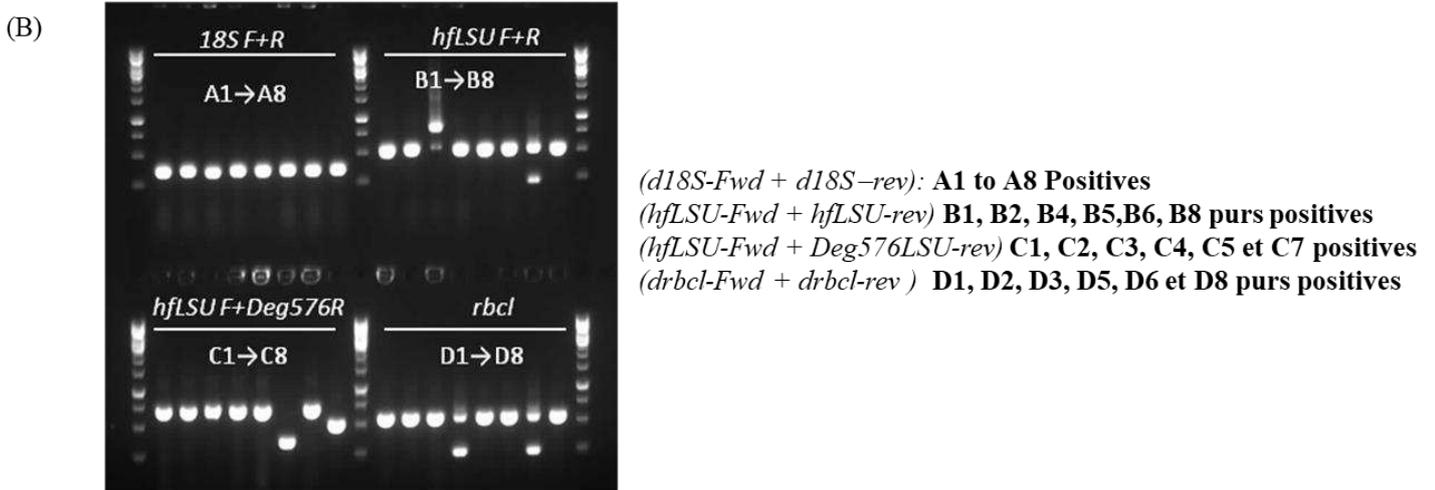 (B)
18S F+R
hfLSU F+R
A1→A8
B1→B8
hfLSU F+Deg576R
rbcl
C1→C8
D1→D8
(d18S-Fwd + d18S–rev): A1 to A8 Positives
(hfLSU-Fwd + hfLSU-rev) B1, B2, B4, B5,B6, B8 purs positives
(hfLSU-Fwd + Deg576LSU-rev) C1, C2, C3, C4, C5 et C7 positives
(drbcl-Fwd + drbcl-rev ) D1, D2, D3, D5, D6 et D8 purs positives